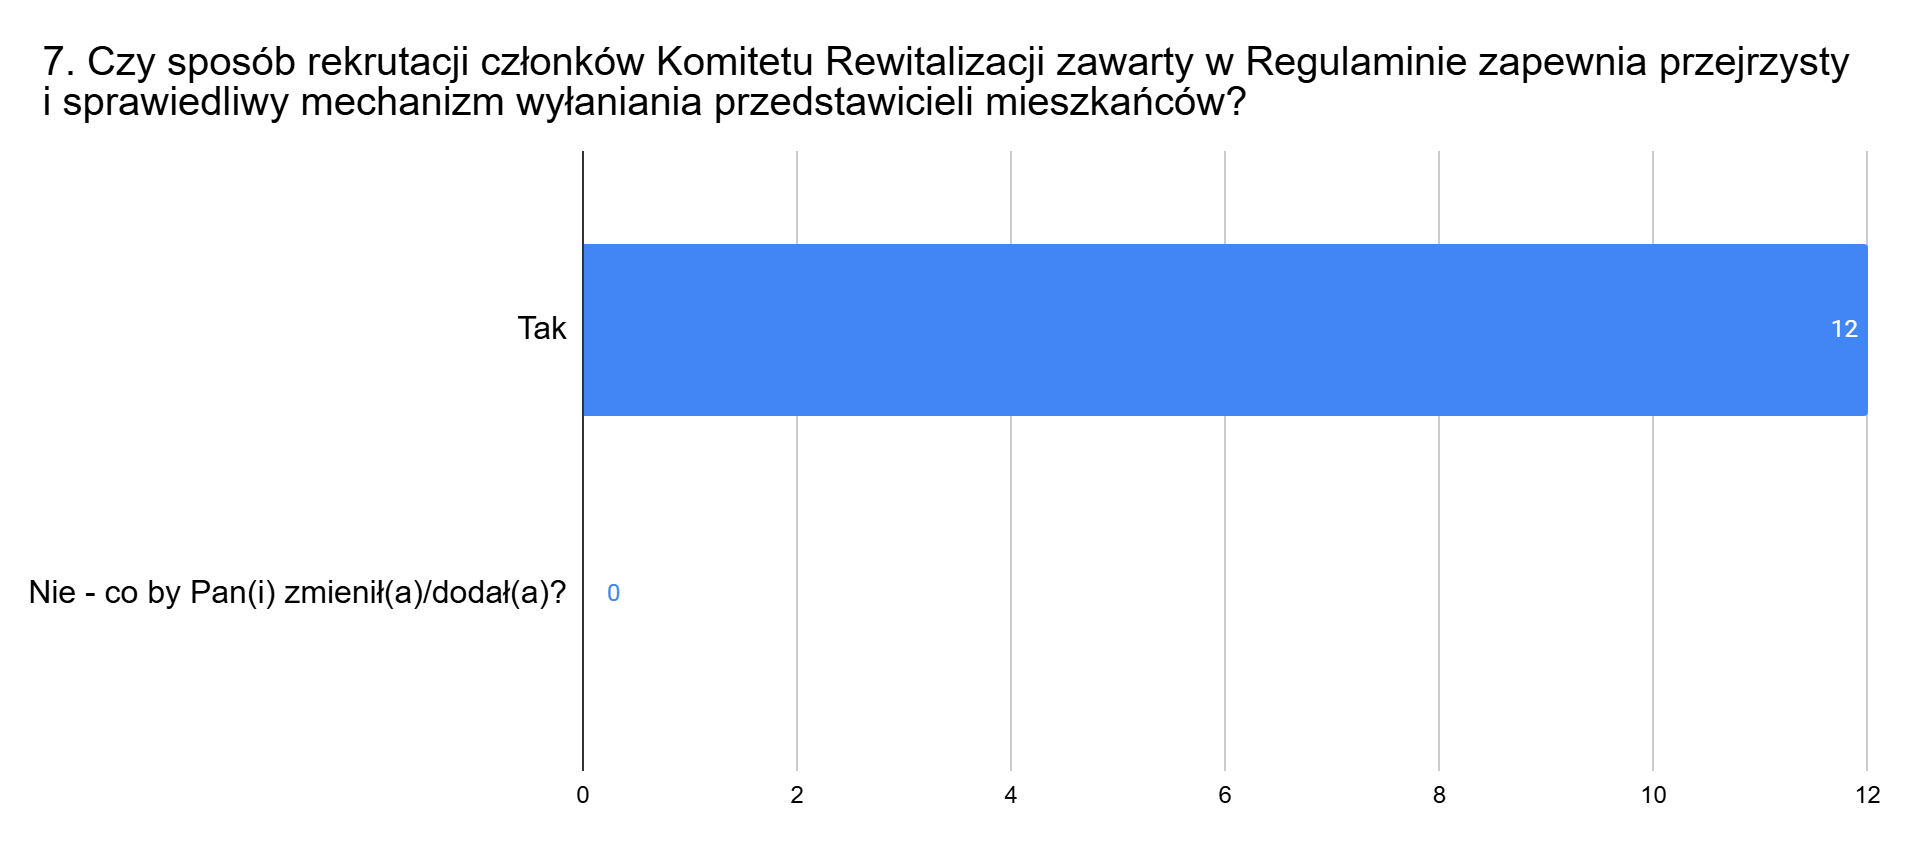 7. Czy sposób rekrutacji członków Komitetu Rewitalizacji zawarty w Regulaminie zapewnia przejrzysty
i sprawiedliwy mechanizm wyłaniania przedstawicieli mieszkańców?
Tak
12
Nie - co by Pan(i) zmienił(a)/dodał(a)?
0
0 2 4 6 8 10 12